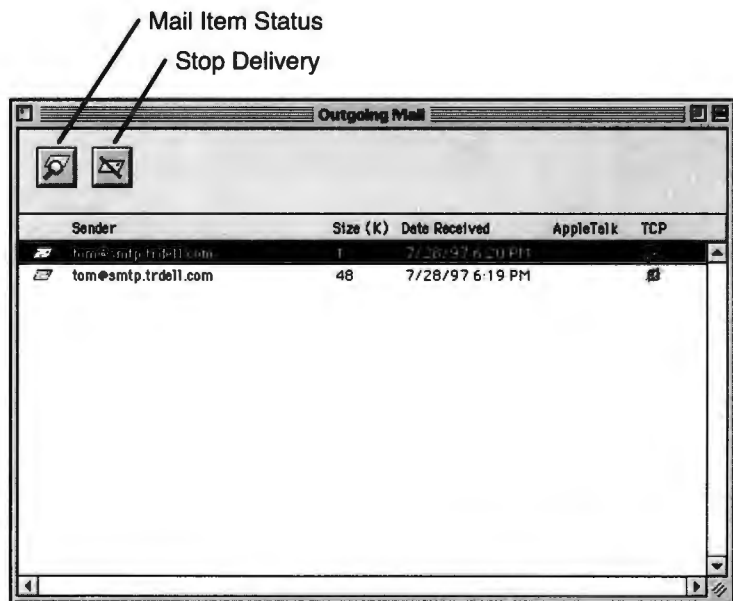 Mail Item Status
Stop Delivery
Outgoing Mail
Sender Size (K) Date Received AppleTalk TCP
tom@smtp.trdell.com 1 7/28/97 6:20 PM
tom@smtp.trdell.com 48 7/28/97 6:19 PM